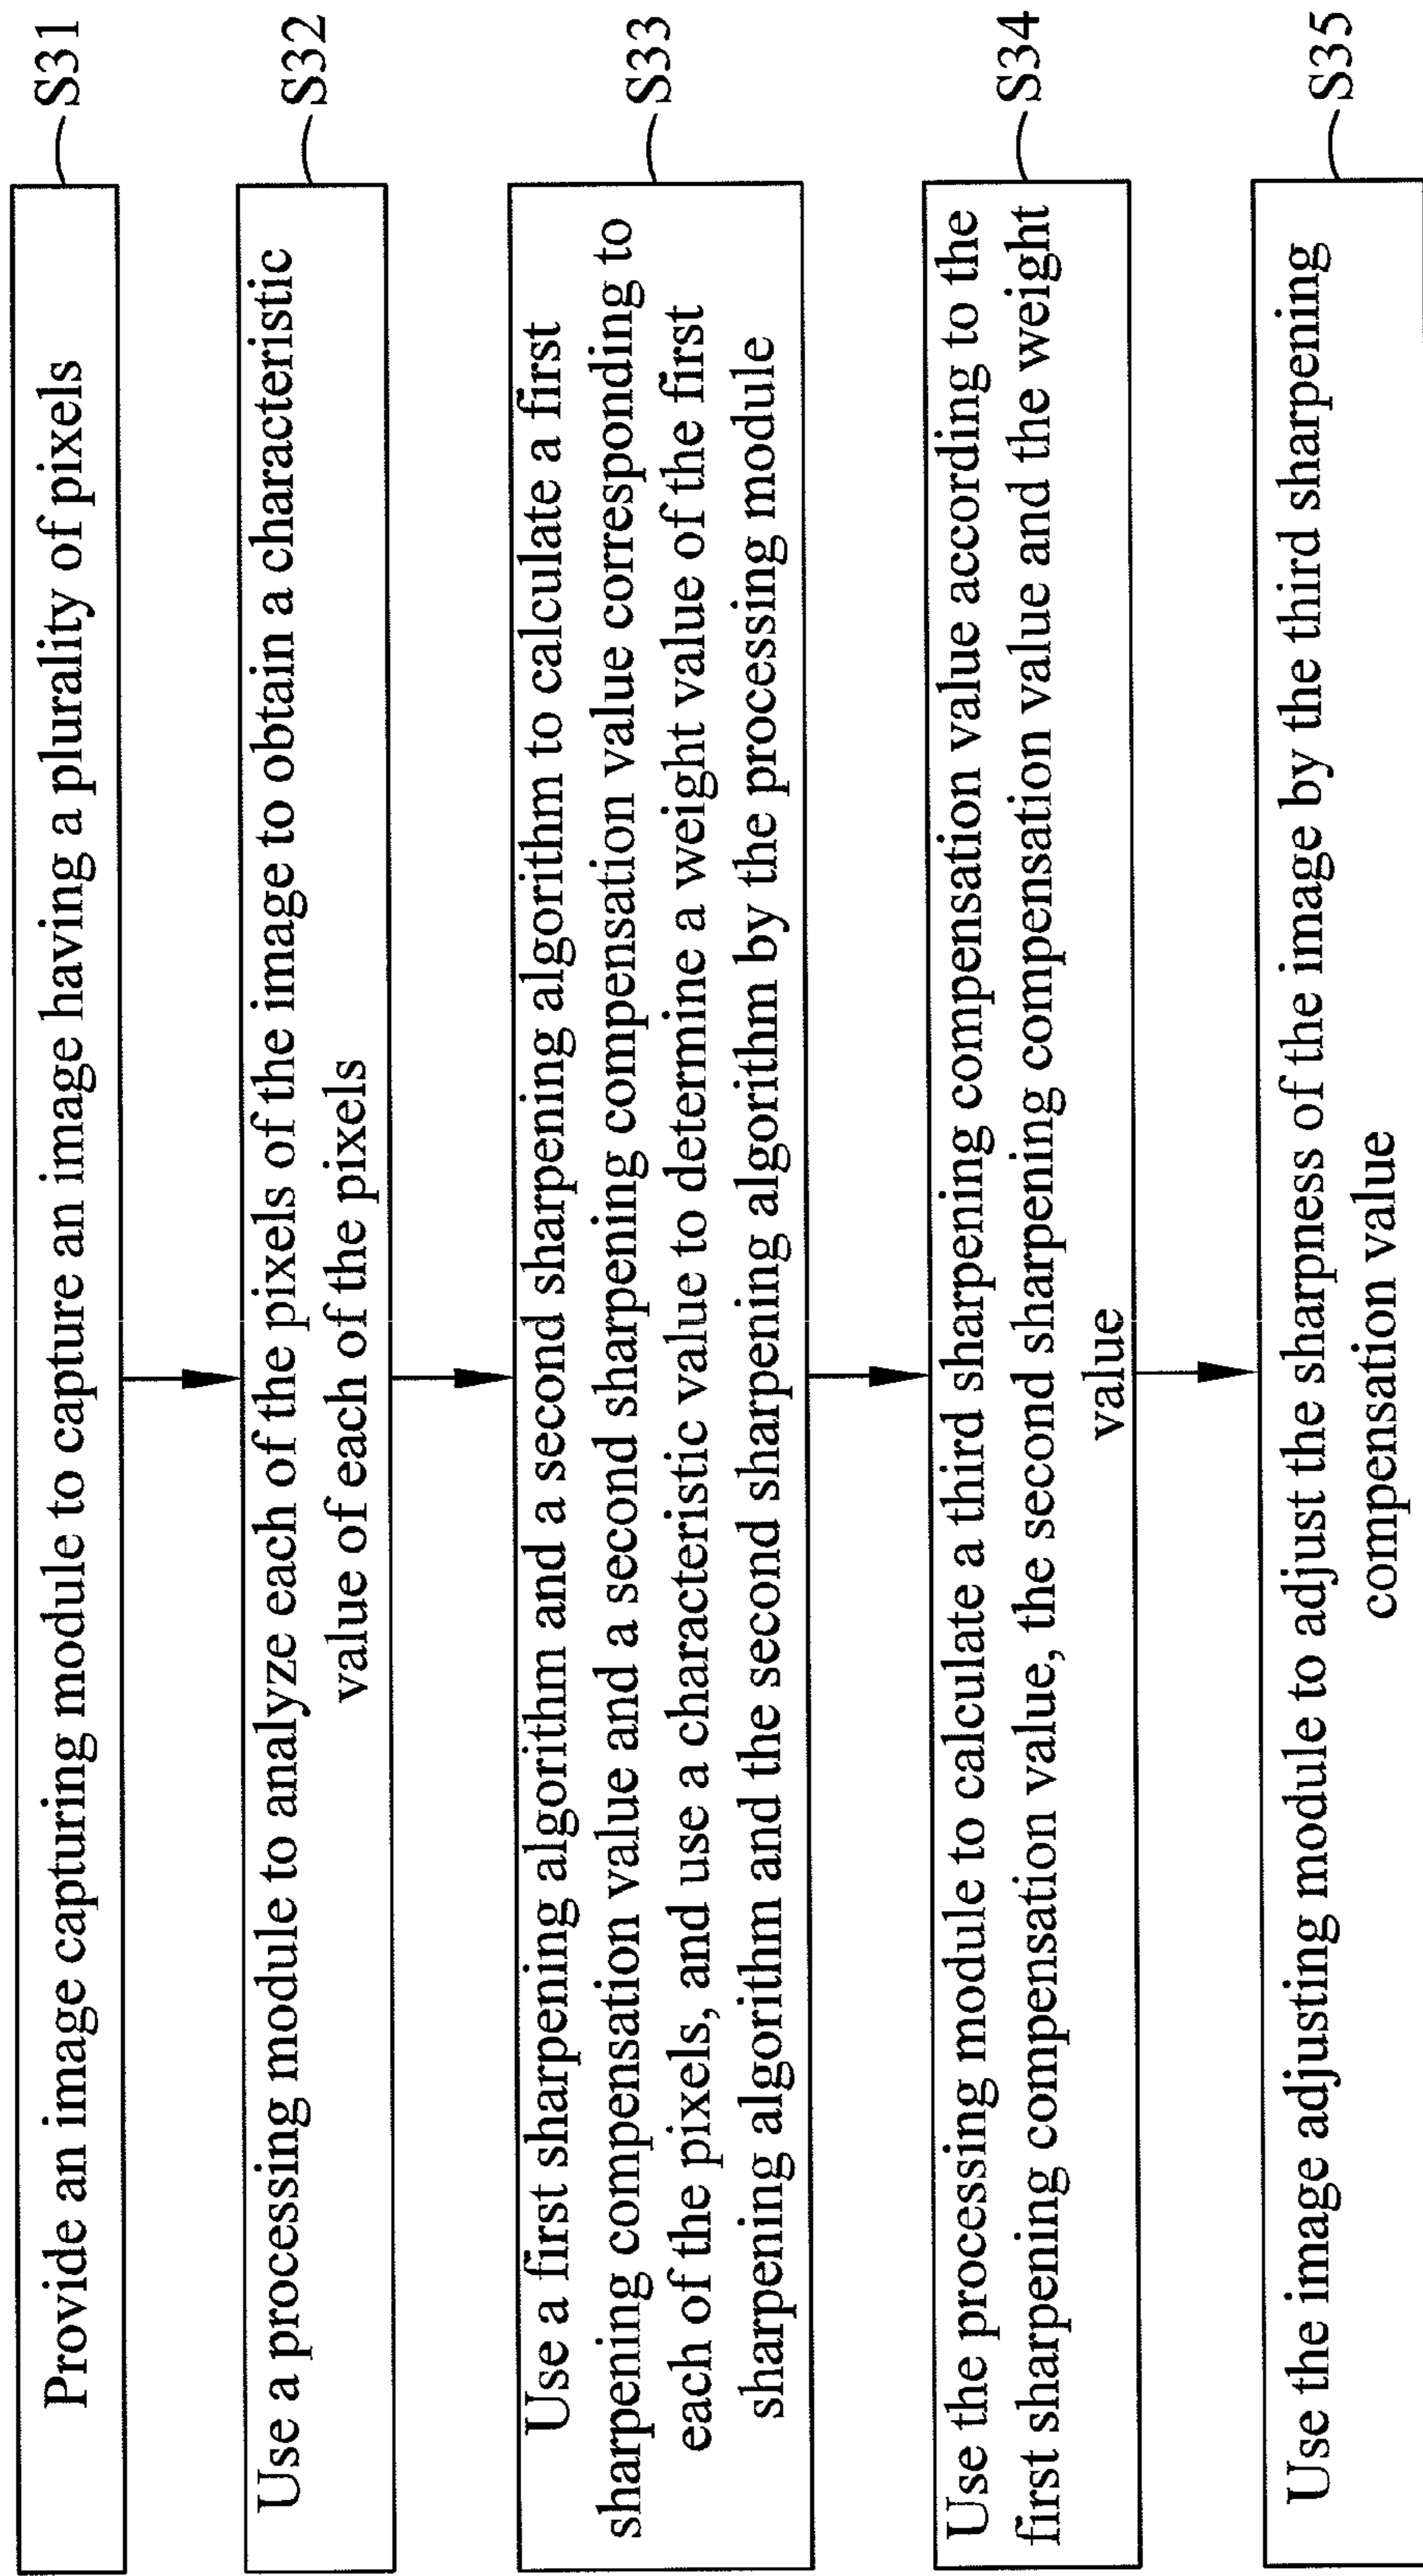 Provide an image capturing module to capture an image having a plurality of pixels
S31
Use a processing module to analyze each of the pixels of the image to obtain a characteristic
value of each of the pixels
S32
Use a first sharpening algorithm and a second sharpening algorithm to calculate a first
sharpening compensation value and a second sharpening compensation value corresponding to
each of the pixels, and use a characteristic value to determine a weight value of the first
sharpening algorithm and the second sharpening algorithm by the processing module
S33
Use the processing module to calculate a third sharpening compensation value according to the
first sharpening compensation value, the second sharpening compensation value and the weight
value
S34
Use the image adjusting module to adjust the sharpness of the image by the third sharpening
compensation value
S35